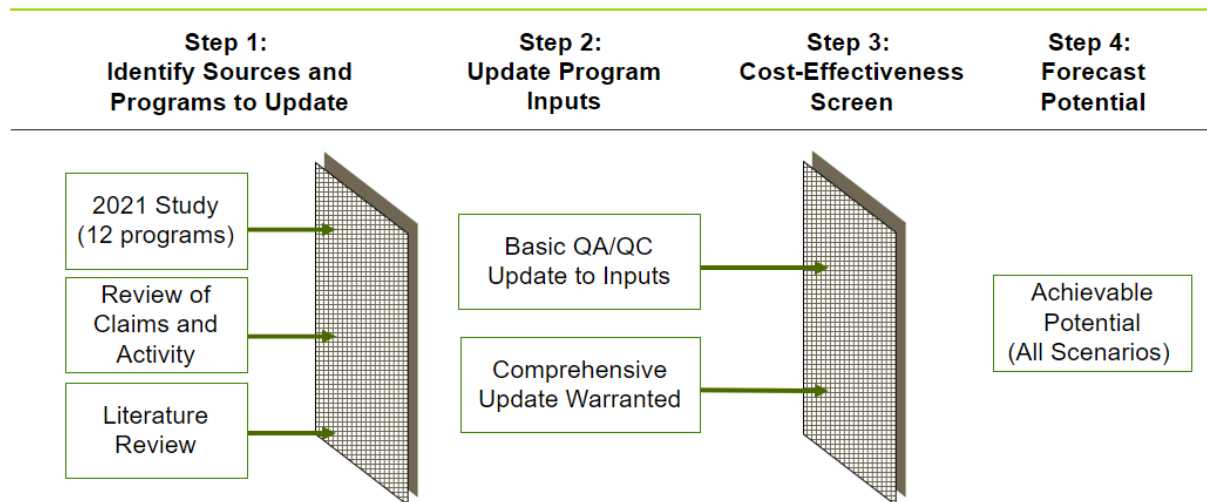 Step 1:
Identify Sources and
Programs to Update
Step 2:
Update Program
Inputs
Step 3:
Cost-Effectiveness
Screen
Step 4:
Forecast
Potential
2021 Study
(12 programs)
Review of
Claims and
Activity
Literature
Review
Basic QA/QC
Update to Inputs
Comprehensive
Update Warranted
Achievable
Potential
(All Scenarios)